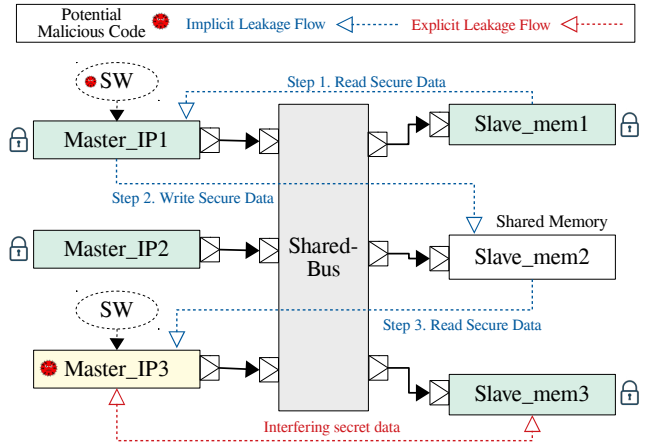 Potential
Malicious Code
Implicit Leakage Flow
Explicit Leakage Flow
SW
Step 1. Read Secure Data
Master_IP1
Slave_mem1
Step 2. Write Secure Data
Shared Memory
Master_IP2
Shared-
Bus
Slave_mem2
SW
Step 3. Read Secure Data
Master_IP3
Slave_mem3
Interfering secret data